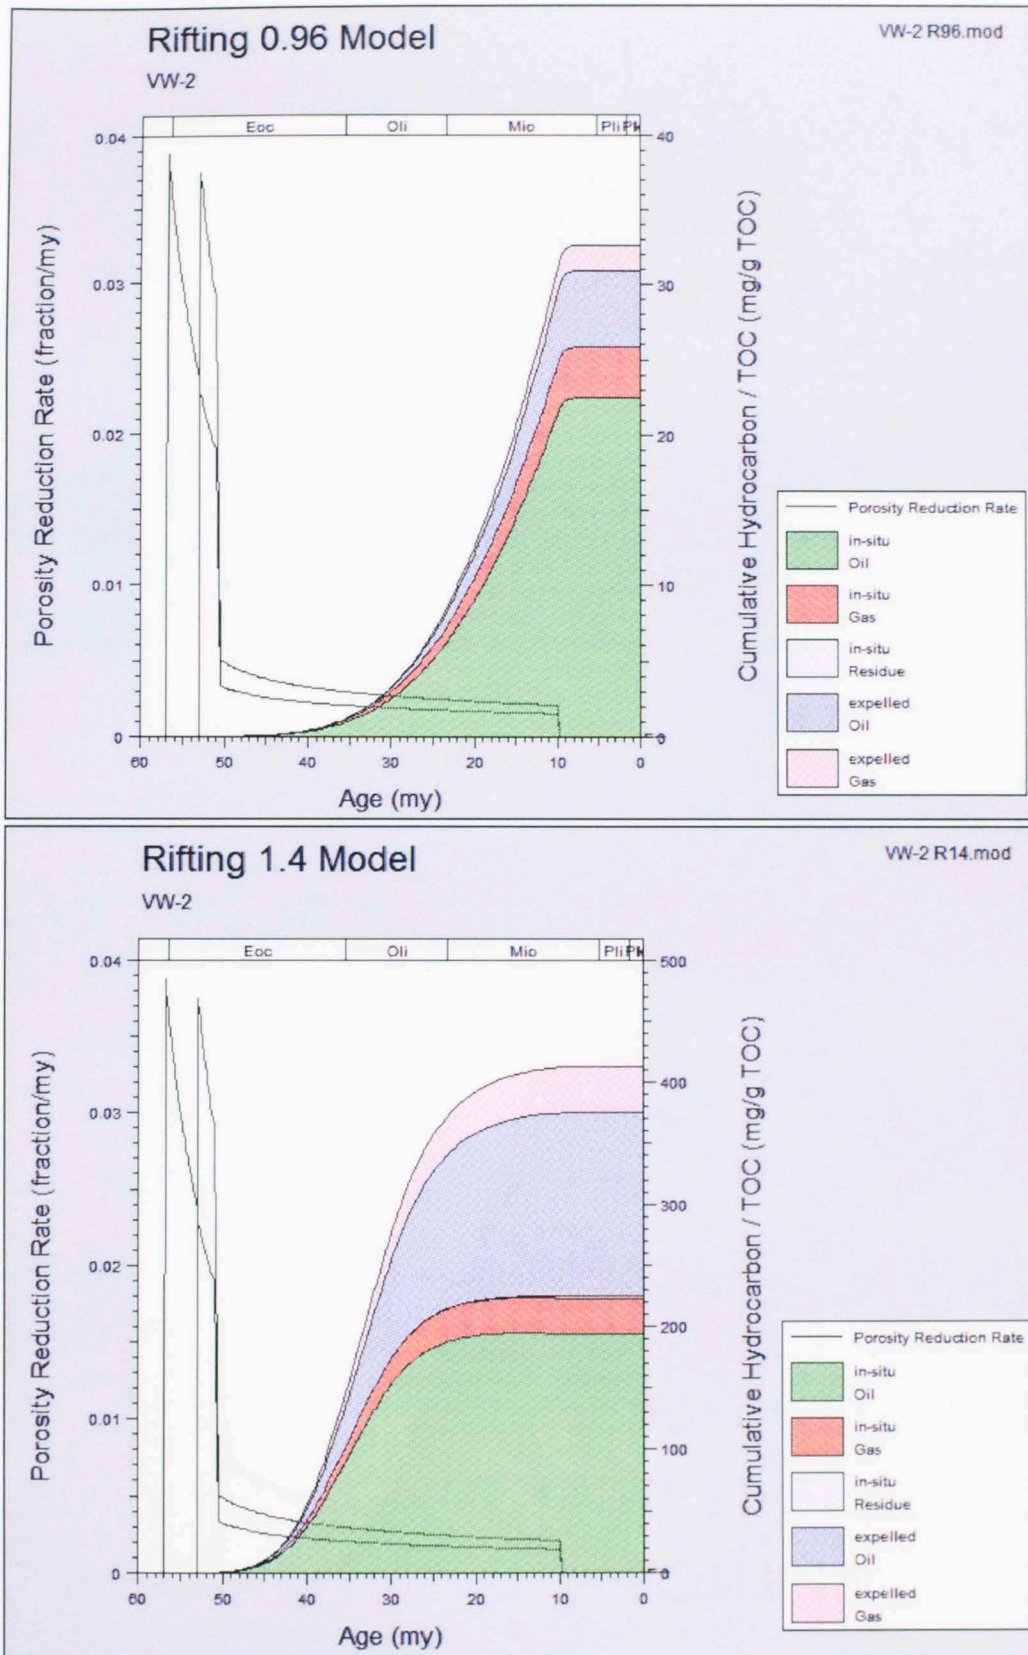 Rifting 0.96 Model
VW-2 R96.mod
VW-2
Eoc Oli Mio Pli
0.04
0.03
0.02
0.01
0
40
30
20
10
0
60 50 40 30 20 10 0
Porosity Reduction Rate (fraction/my)
Cumulative Hydrocarbon / TOC (mg/g TOC)
Age (my)
Porosity Reduction Rate
in-situ
Oil
in-situ
Gas
in-situ
Residue
expelled
Oil
expelled
Gas
Rifting 1.4 Model
VW-2 R14.mod
VW-2
Eoc Oli Mio Pli
0.04
0.03
0.02
0.01
0
500
400
300
200
100
0
60 50 40 30 20 10 0
Porosity Reduction Rate (fraction/my)
Cumulative Hydrocarbon / TOC (mg/g TOC)
Age (my)
Porosity Reduction Rate
in-situ
Oil
in-situ
Gas
in-situ
Residue
expelled
Oil
expelled
Gas